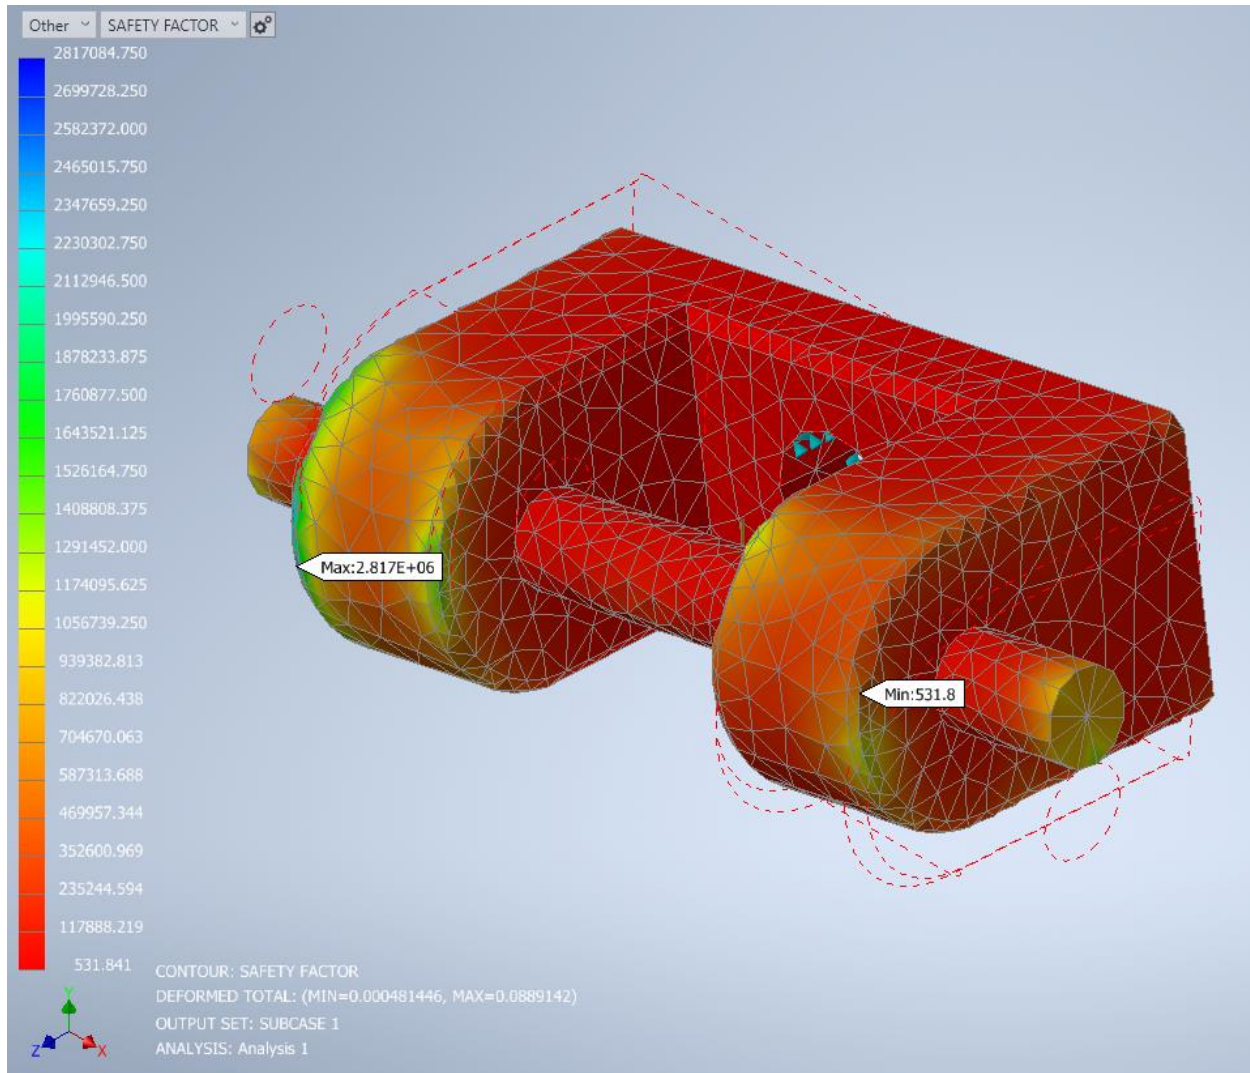 Other SAFETY FACTOR
2817084.750
2699728.250
2582372.000
2465015.750
2347659.250
2230302.750
2112946.500
1995590.250
1878233.875
1760877.500
1643521.125
1526164.750
1408808.375
1291452.000
1174095.625
1056739.250
939382.813
822026.438
704670.063
587313.688
469957.344
352600.969
235244.594
117888.219
531.841
Max:2.817E+06
Min:531.8
CONTOUR: SAFETY FACTOR
DEFORMED TOTAL: (MIN=0.000481446, MAX=0.0889142)
OUTPUT SET: SUBCASE 1
ANALYSIS: Analysis 1
Y
Z
X